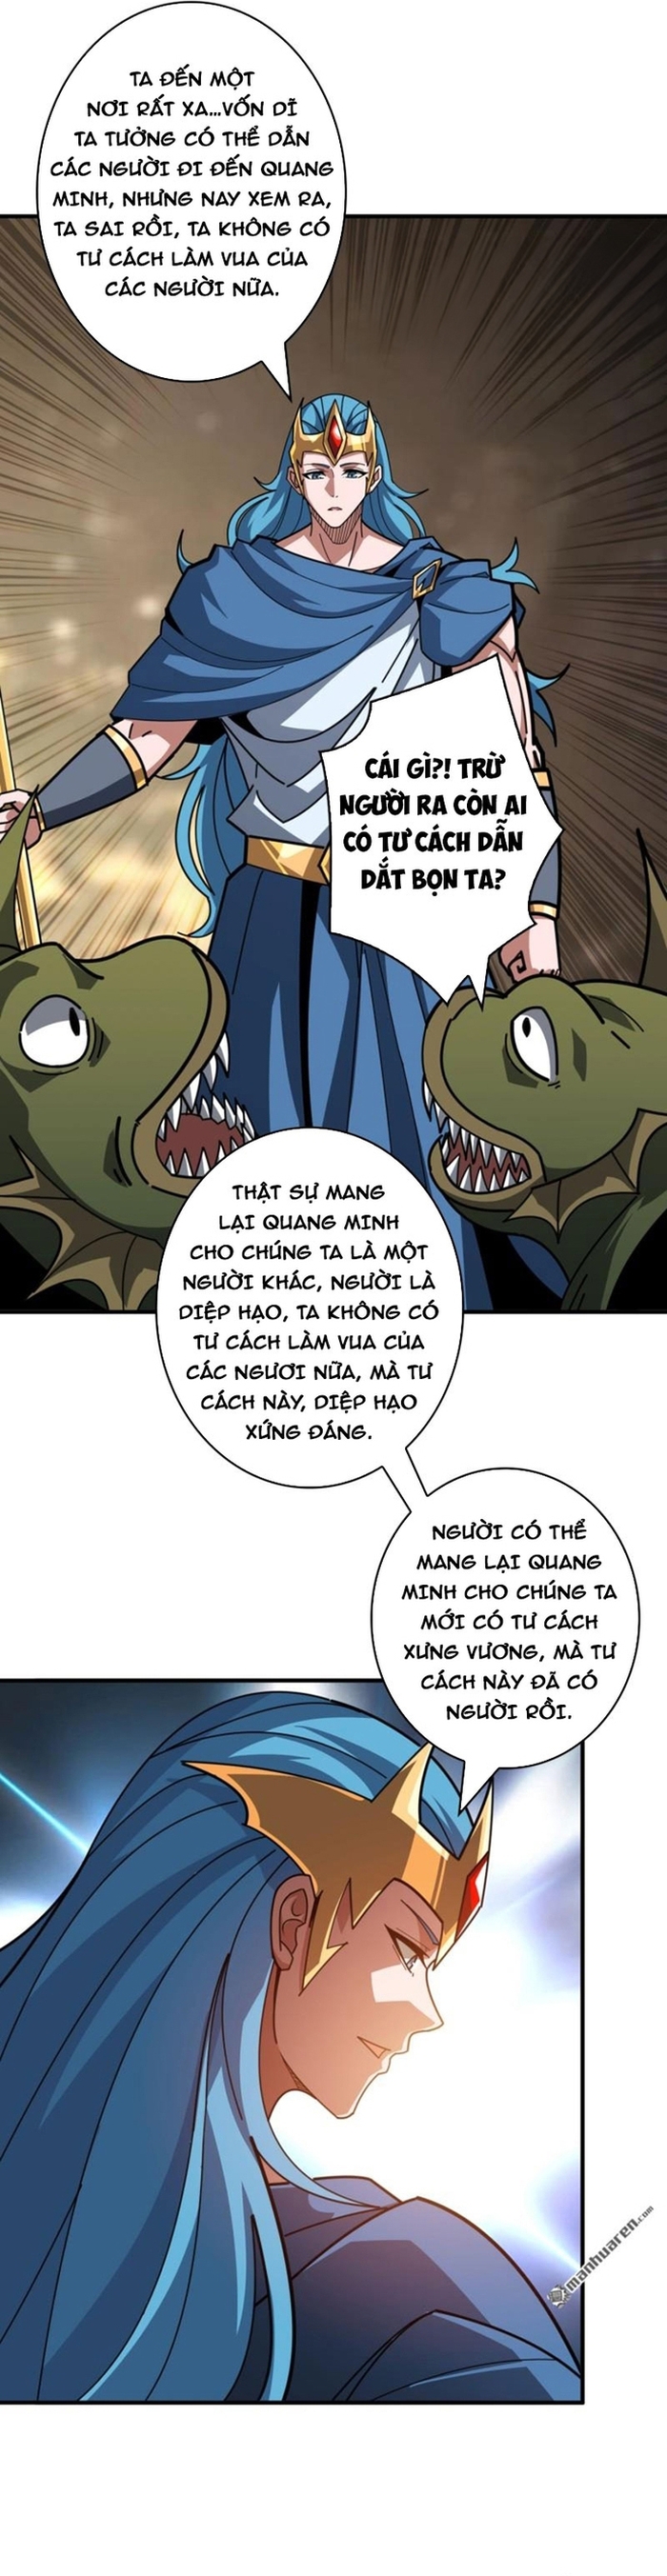 TA ĐẾN MỘT
NƠI RẤT XA...VỐN DĨ
TA TƯỞNG CÓ THỂ DẪN
CÁC NGƯỜI ĐI ĐẾN QUANG
MINH, NHƯNG NAY XEM RA,
TA SAI RỒI, TA KHÔNG CÓ
TƯ CÁCH LÀM VUA CỦA
CÁC NGƯỜI NỮA.
CÁI GÌ?! TRỪ
NGƯỜI RA CÒN AI
CÓ TƯ CÁCH DẪN
DẮT BỌN TA?
THẬT SỰ MANG
LẠI QUANG MINH
CHO CHÚNG TA LÀ MỘT
NGƯỜI KHÁC, NGƯỜI LÀ
DIỆP HẠO, TA KHÔNG CÓ
TƯ CÁCH LÀM VUA CỦA
CÁC NGƯƠI NỮA, MÀ TƯ
CÁCH NÀY, DIỆP HẠO
XỨNG ĐÁNG.
NGƯỜI CÓ THỂ
MANG LẠI QUANG
MINH CHO CHÚNG TA
MỚI CÓ TƯ CÁCH
XƯNG VƯƠNG, MÀ TƯ
CÁCH NÀY ĐÃ CÓ
NGƯỜI RỒI.
manhuaren.com